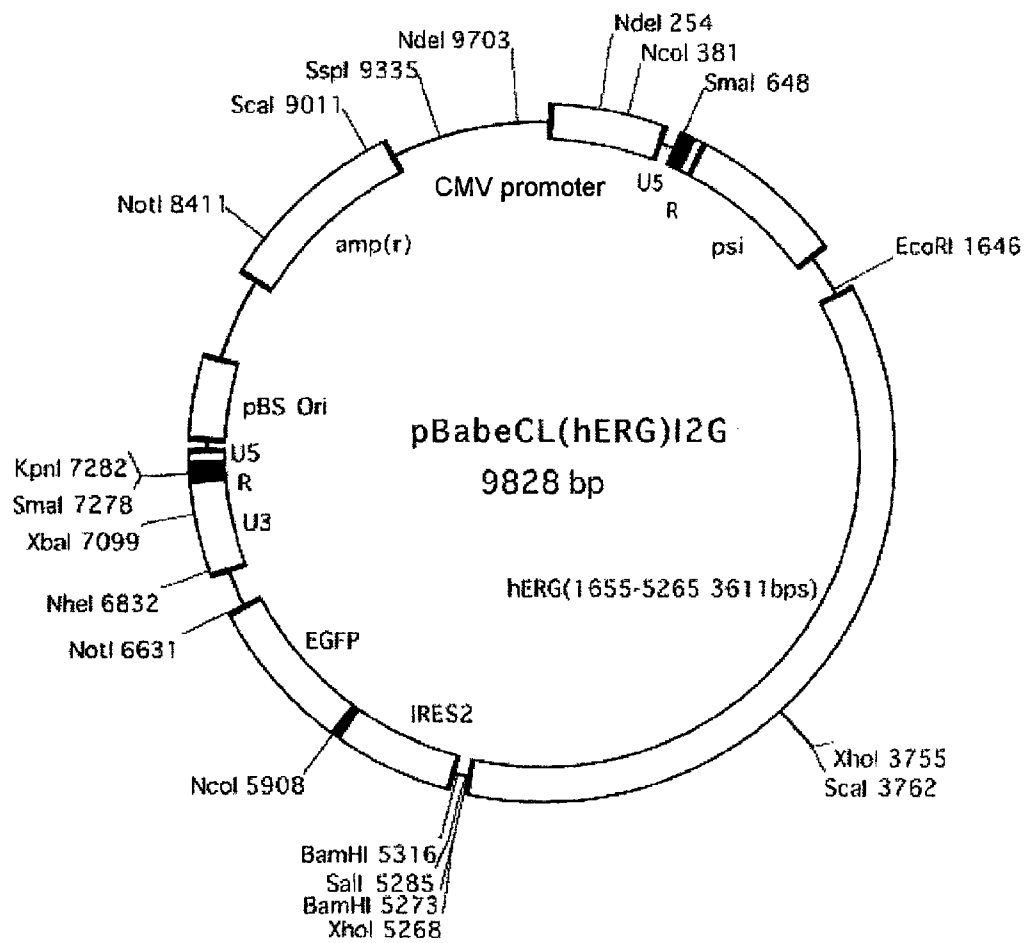 NdeI 254
NdeI 9703
NcoI 381
SspI 9335
SmaI 648
ScaI 9011
CMV promoter
U5
R
NotI 8411
amp(r)
psi
EcoRI 1646
pBS Ori
pBabeCL(hERG)I2G
9828 bp
U5
KpnI 7282
R
SmaI 7278
U3
XbaI 7099
hERG(1655-5265 3611bps)
NheI 6832
EGFP
NotI 6631
IRES2
XhoI 3755
NcoI 5908
ScaI 3762
BamHI 5316
SalI 5285
BamHI 5273
XhoI 5268